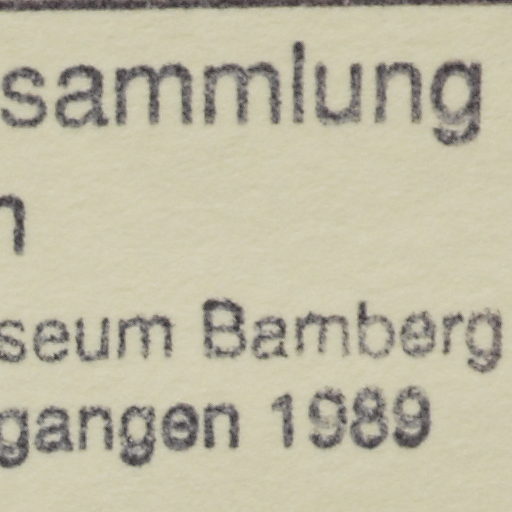 sammlung
n
seum Bamberg
gangen 1989